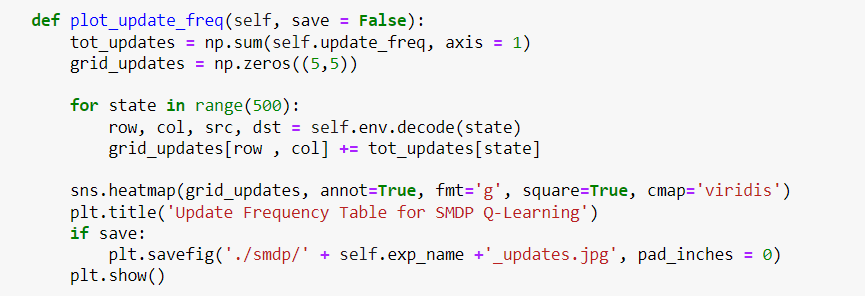 def plot_update_freq(self, save = False):
    tot_updates = np.sum(self.update_freq, axis = 1)
    grid_updates = np.zeros((5,5))

    for state in range(500):
        row, col, src, dst = self.env.decode(state)
        grid_updates[row , col] += tot_updates[state]

    sns.heatmap(grid_updates, annot=True, fmt='g', square=True, cmap='viridis')
    plt.title('Update Frequency Table for SMDP Q-Learning')
    if save:
        plt.savefig('./smdp/' + self.exp_name +'_updates.jpg', pad_inches = 0)
    plt.show()